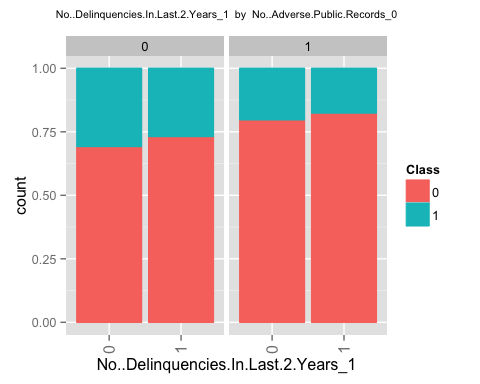 No..Delinquencies.In.Last.2.Years_1 by No..Adverse.Public.Records_0
0 1
1.00
0.75
0.50
0.25
0.00
count
0 1 0 1
No..Delinquencies.In.Last.2.Years_1
Class
0
1